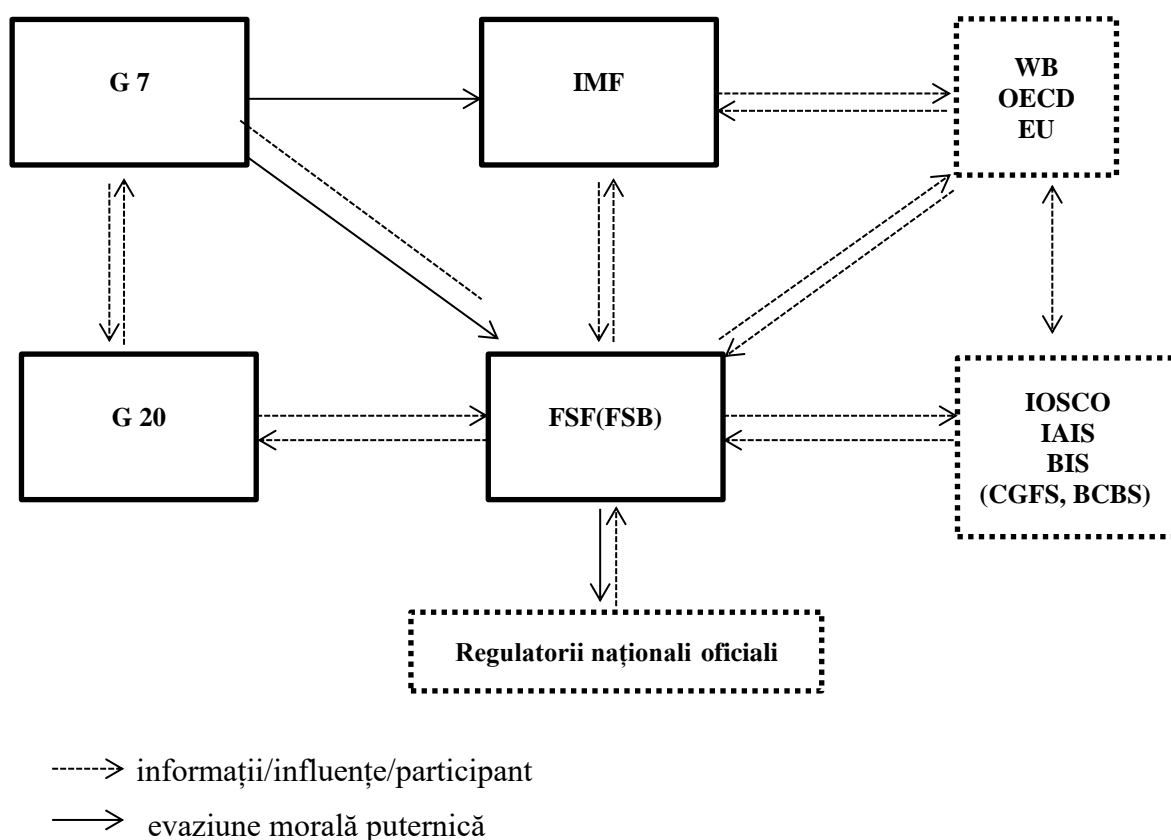 G 7
IMF
WB
OECD
EU
G 20
FSF(FSB)
IOSCO
IAIS
BIS
(CGFS, BCBS)
Regulatorii naționali oficiali
informații/influențe/participant
evaziune morală puternică